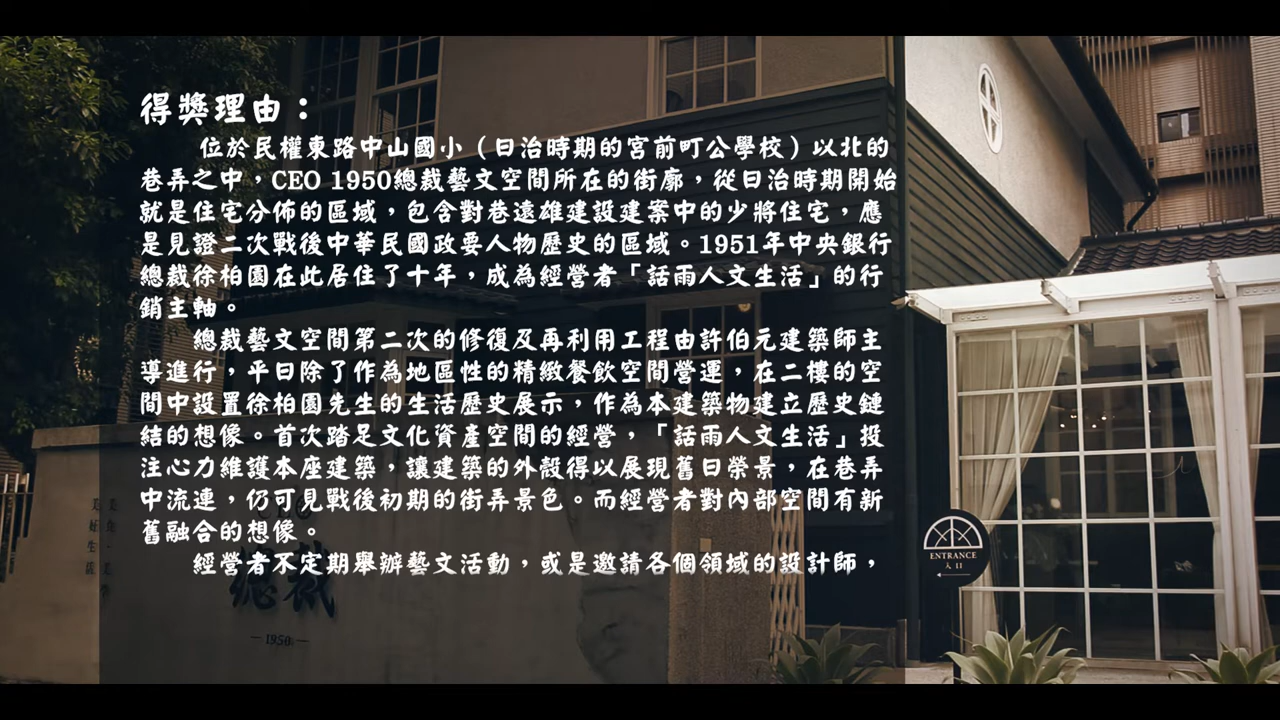 得獎理由：
位於民權東路中山國小（日治時期的宮前町公學校）以北的
巷弄之中，CEO 1950總裁藝文空間所在的街廓，從日治時期開始
就是住宅分佈的區域，包含對巷遠雄建設建案中的少將住宅，應
是見證二次戰後中華民國政要人物歷史的區域。1951年中央銀行
總裁徐柏園在此居住了十年，成為經營者「話雨人文生活」的行
銷主軸。
總裁藝文空間第二次的修復及再利用工程由許伯元建築師主
導進行，平日除了作為地區性的精緻餐飲空間營運，在二樓的空
間中設置徐柏園先生的生活歷史展示，作為本建築物建立歷史鏈
結的想像。首次踏足文化資產空間的經營，「話雨人文生活」投
注心力維護本座建築，讓建築的外殼得以展現舊日榮景，在巷弄
中流連，仍可見戰後初期的街弄景色。而經營者對內部空間有新
舊融合的想像。
經營者不定期舉辦藝文活動，或是邀請各個領域的設計師，
總裁
1950
ENTRANCE
入口